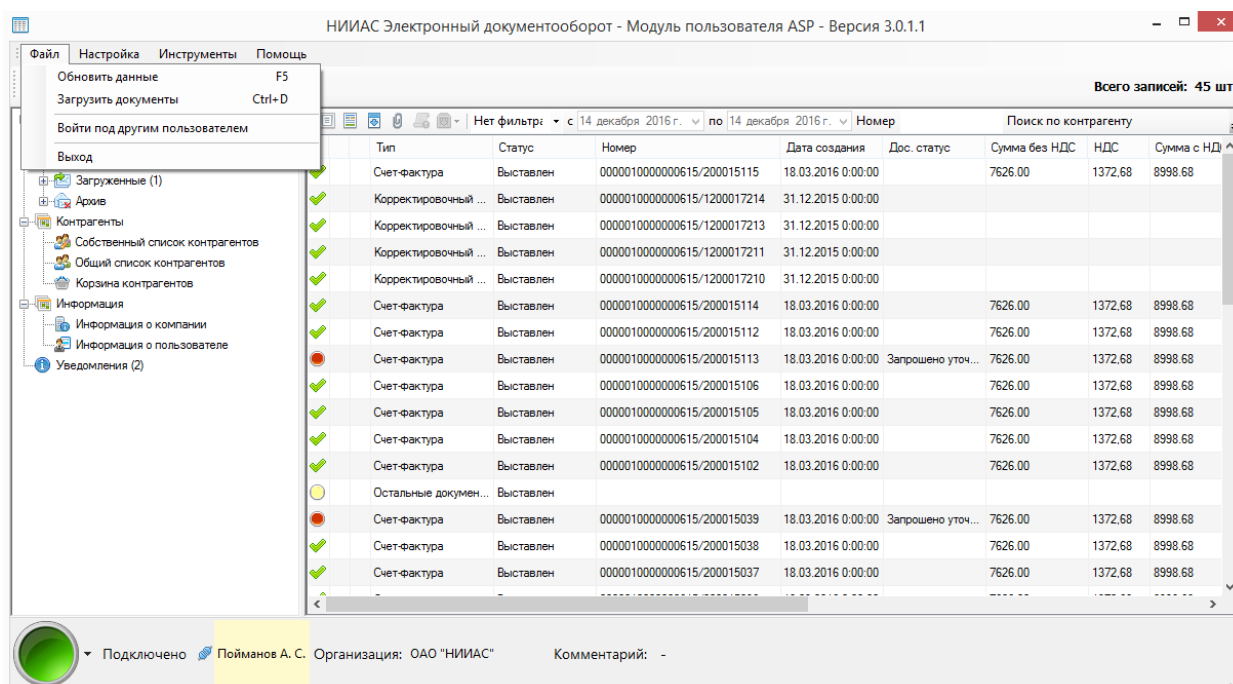 НИИАС Электронный документооборот - Модуль пользователя ASP - Версия 3.0.1.1
Файл Настройка Инструменты Помощь
Обновить данные F5
Загрузить документы Ctrl+D
Войти под другим пользователем
Выход
Всего записей: 45 шт
Нет фильтра с 14 декабря 2016 г. по 14 декабря 2016 г. Номер Поиск по контрагенту
Загруженные (1)
Архив
Контрагенты
Собственный список контрагентов
Общий список контрагентов
Корзина контрагентов
Информация
Информация о компании
Информация о пользователе
Уведомления (2)
Тип Статус Номер Дата создания Дос. статус Сумма без НДС НДС Сумма с НД
Счет-фактура Выставлен 0000010000000615/200015115 18.03.2016 0:00:00 7626.00 1372,68 8998.68
Корректировочный ... Выставлен 0000010000000615/1200017214 31.12.2015 0:00:00
Корректировочный ... Выставлен 0000010000000615/1200017213 31.12.2015 0:00:00
Корректировочный ... Выставлен 0000010000000615/1200017211 31.12.2015 0:00:00
Корректировочный ... Выставлен 0000010000000615/1200017210 31.12.2015 0:00:00
Счет-фактура Выставлен 0000010000000615/200015114 18.03.2016 0:00:00 7626.00 1372,68 8998.68
Счет-фактура Выставлен 0000010000000615/200015112 18.03.2016 0:00:00 7626.00 1372,68 8998.68
Счет-фактура Выставлен 0000010000000615/200015113 18.03.2016 0:00:00 Запрошено уточ... 7626.00 1372,68 8998.68
Счет-фактура Выставлен 0000010000000615/200015106 18.03.2016 0:00:00 7626.00 1372,68 8998.68
Счет-фактура Выставлен 0000010000000615/200015105 18.03.2016 0:00:00 7626.00 1372,68 8998.68
Счет-фактура Выставлен 0000010000000615/200015104 18.03.2016 0:00:00 7626.00 1372,68 8998.68
Счет-фактура Выставлен 0000010000000615/200015102 18.03.2016 0:00:00 7626.00 1372,68 8998.68
Остальные докумен... Выставлен
Счет-фактура Выставлен 0000010000000615/200015039 18.03.2016 0:00:00 Запрошено уточ... 7626.00 1372,68 8998.68
Счет-фактура Выставлен 0000010000000615/200015038 18.03.2016 0:00:00 7626.00 1372,68 8998.68
Счет-фактура Выставлен 0000010000000615/200015037 18.03.2016 0:00:00 7626.00 1372,68 8998.68
Подключено Пойманов А. С. Организация: ОАО "НИИАС" Комментарий: -